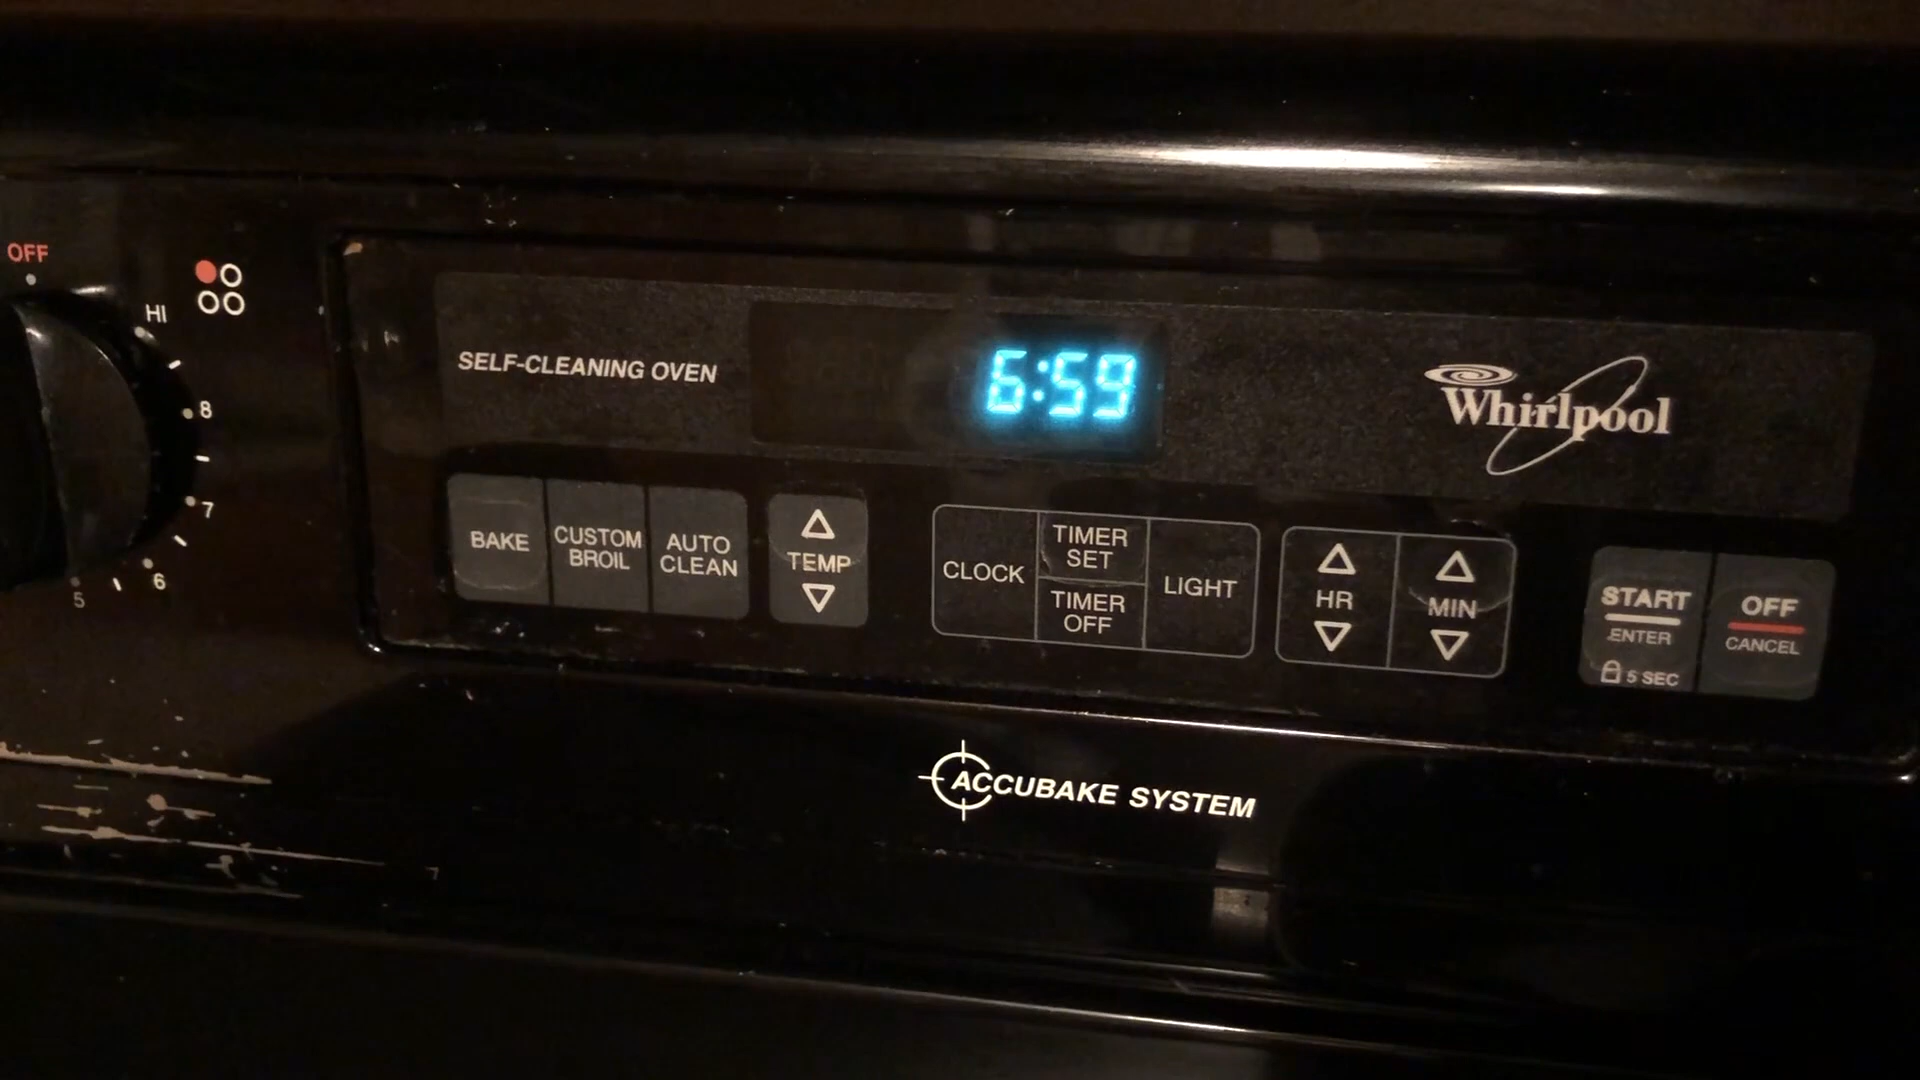 OFF
HI
8
7
6
5
SELF-CLEANING OVEN
6:59
Whirlpool
BAKE
CUSTOM
BROIL
AUTO
CLEAN
TEMP
CLOCK
TIMER
SET
TIMER
OFF
LIGHT
HR
MIN
START
ENTER
5 SEC
OFF
CANCEL
ACCUBAKE SYSTEM